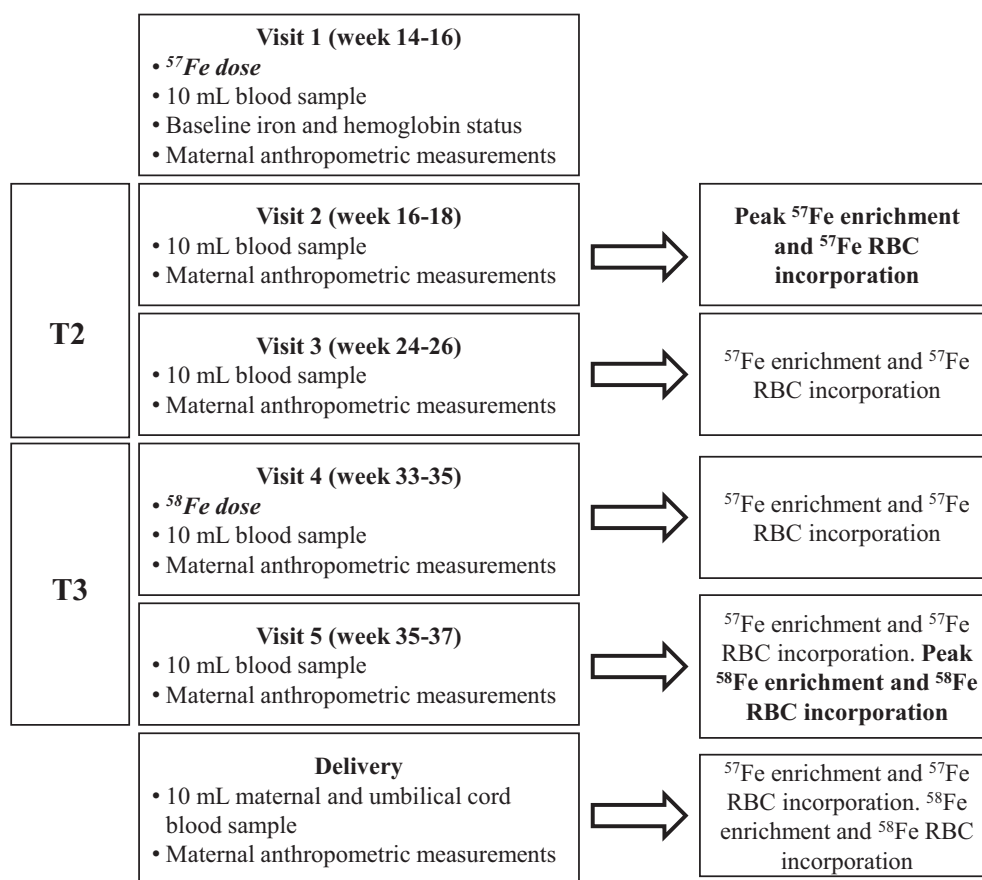 Visit 1 (week 14-16)
• ⁵⁷Fe dose
• 10 mL blood sample
• Baseline iron and hemoglobin status
• Maternal anthropometric measurements
T2
Visit 2 (week 16-18)
• 10 mL blood sample
• Maternal anthropometric measurements
Peak ⁵⁷Fe enrichment
and ⁵⁷Fe RBC
incorporation
Visit 3 (week 24-26)
• 10 mL blood sample
• Maternal anthropometric measurements
⁵⁷Fe enrichment and ⁵⁷Fe
RBC incorporation
T3
Visit 4 (week 33-35)
• ⁵⁸Fe dose
• 10 mL blood sample
• Maternal anthropometric measurements
⁵⁷Fe enrichment and ⁵⁷Fe
RBC incorporation
Visit 5 (week 35-37)
• 10 mL blood sample
• Maternal anthropometric measurements
⁵⁷Fe enrichment and ⁵⁷Fe
RBC incorporation. Peak
⁵⁸Fe enrichment and ⁵⁸Fe
RBC incorporation
Delivery
• 10 mL maternal and umbilical cord
blood sample
• Maternal anthropometric measurements
⁵⁷Fe enrichment and ⁵⁷Fe
RBC incorporation. ⁵⁸Fe
enrichment and ⁵⁸Fe RBC
incorporation